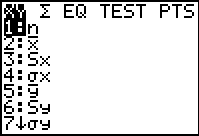 XY Σ EQ TEST PTS
1:n
2:x̄
3:Sx
4:σx
5:ȳ
6:Sy
7↓σy